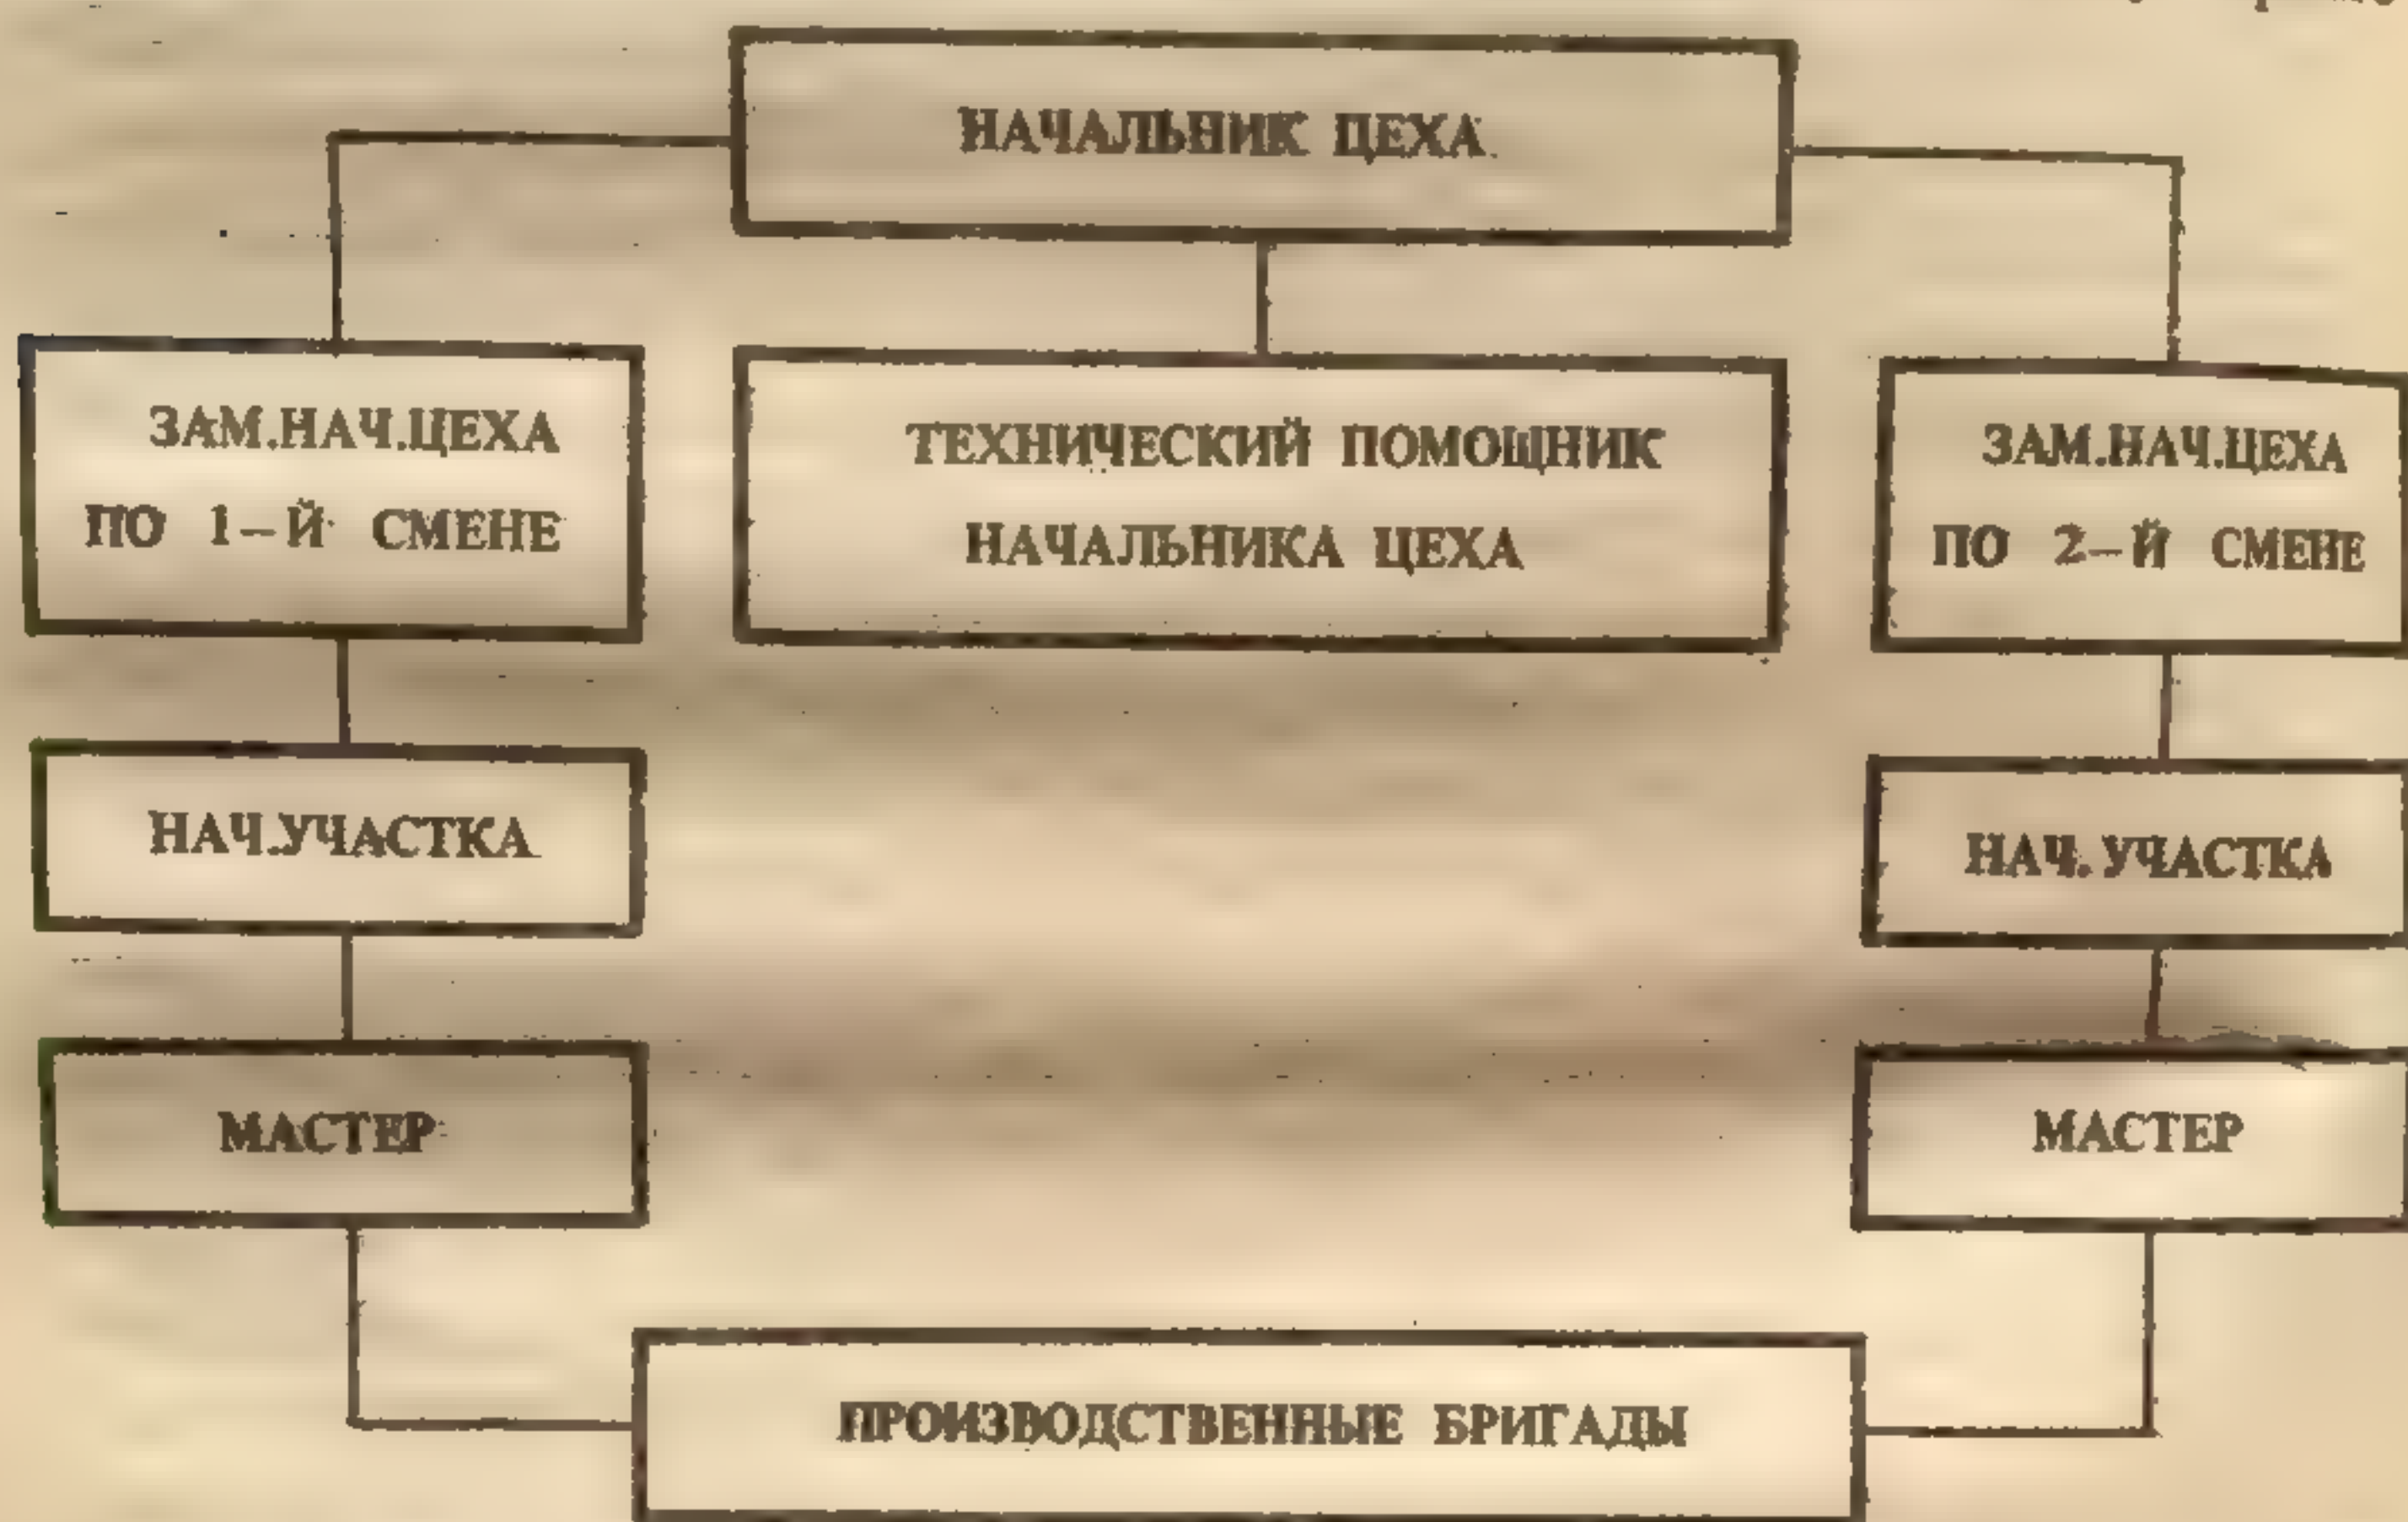 НАЧАЛЬНИК ЦЕХА
ЗАМ.НАЧ.ЦЕХА
ПО 1-Й СМЕНЕ
ТЕХНИЧЕСКИЙ ПОМОЩНИК
НАЧАЛЬНИКА ЦЕХА
ЗАМ.НАЧ.ЦЕХА
ПО 2-Й СМЕНЕ
НАЧ.УЧАСТКА
НАЧ. УЧАСТКА
МАСТЕР
МАСТЕР
ПРОИЗВОДСТВЕННЫЕ БРИГАДЫ